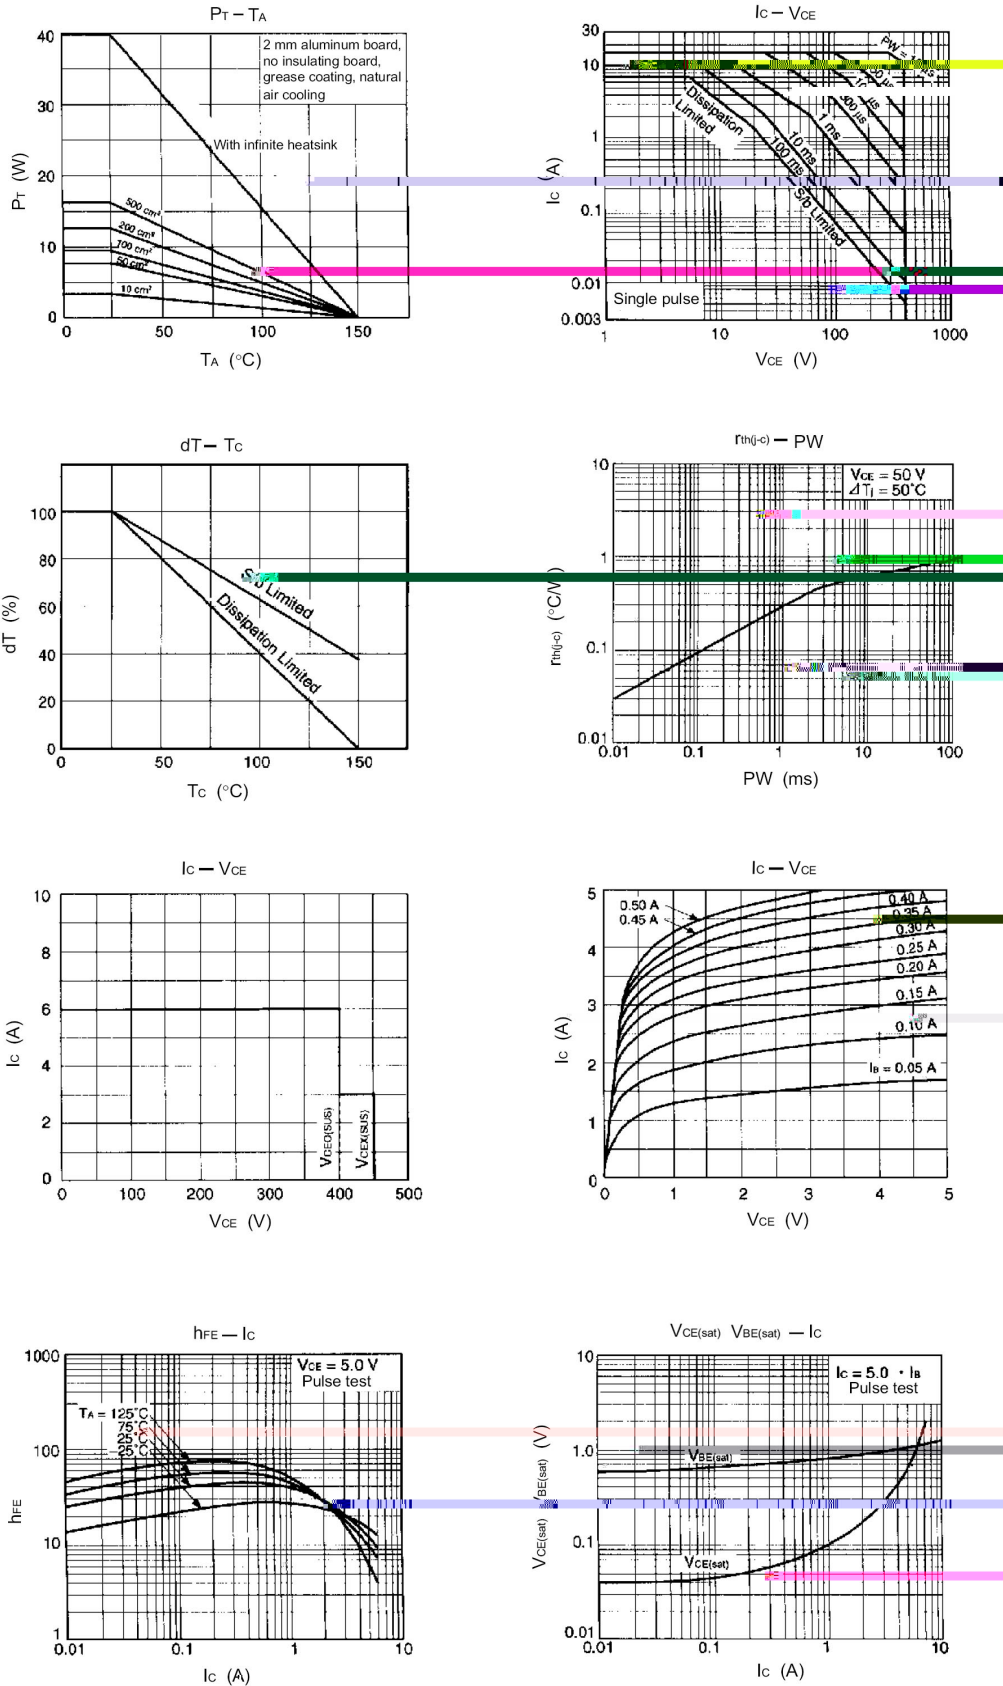 PT – TA
2 mm aluminum board,
no insulating board,
grease coating, natural
air cooling
With infinite heatsink
500 cm²
200 cm²
100 cm²
50 cm²
10 cm²
40
30
20
10
0
PT (W)
0
50
100
150
TA (°C)
IC – VCE
30
10
1
0.1
0.01
0.003
IC (A)
1 ms
10 ms
100 ms
Dissipation
Limited
S/b Limited
Single pulse
1
10
100
1000
VCE (V)
dT – TC
100
80
60
40
20
0
dT (%)
S/b Limited
Dissipation Limited
0
50
100
150
TC (°C)
rth(j-c) – PW
VCE = 50 V
⊿Tj = 50°C
10
1
0.1
0.01
rth(j-c) (°C/W)
0.01
0.1
1
10
100
PW (ms)
IC – VCE
10
8
6
4
2
0
IC (A)
VCEO(SUS)
VCEX(SUS)
0
100
200
300
400
500
VCE (V)
IC – VCE
5
4
3
2
1
0
IC (A)
0.50 A
0.45 A
0.40 A
0.35 A
0.30 A
0.25 A
0.20 A
0.15 A
0.10 A
IB = 0.05 A
0
1
2
3
4
5
VCE (V)
hFE – IC
VCE = 5.0 V
Pulse test
1000
100
10
1
hFE
TA = 125°C
75°C
25°C
−25°C
0.01
0.1
1
10
IC (A)
VCE(sat) VBE(sat) – IC
IC = 5.0 · IB
Pulse test
10
1.0
0.1
0.01
VCE(sat) VBE(sat) (V)
VBE(sat)
VCE(sat)
0.01
0.1
1
10
IC (A)